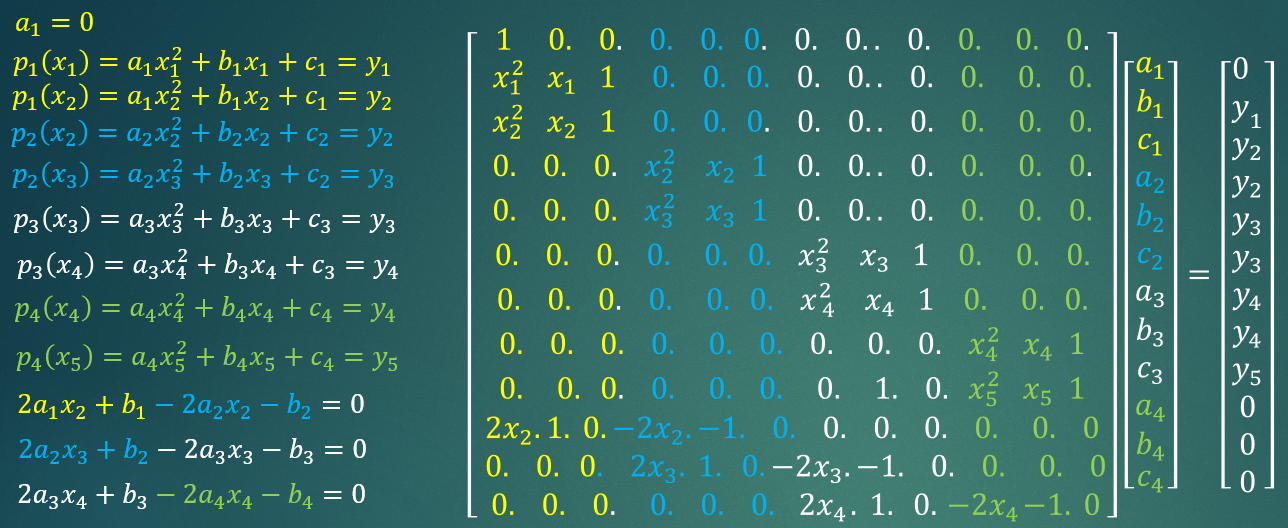 a₁ = 0
p₁(x₁) = a₁x₁² + b₁x₁ + c₁ = y₁
p₁(x₂) = a₁x₂² + b₁x₂ + c₁ = y₂
p₂(x₂) = a₂x₂² + b₂x₂ + c₂ = y₂
p₂(x₃) = a₂x₃² + b₂x₃ + c₂ = y₃
p₃(x₃) = a₃x₃² + b₃x₃ + c₃ = y₃
p₃(x₄) = a₃x₄² + b₃x₄ + c₃ = y₄
p₄(x₄) = a₄x₄² + b₄x₄ + c₄ = y₄
p₄(x₅) = a₄x₅² + b₄x₅ + c₄ = y₅
2a₁x₂ + b₁ − 2a₂x₂ − b₂ = 0
2a₂x₃ + b₂ − 2a₃x₃ − b₃ = 0
2a₃x₄ + b₃ − 2a₄x₄ − b₄ = 0
1 0. 0. 0. 0. 0. 0. 0.. 0. 0. 0. 0.
x₁² x₁ 1 0. 0. 0. 0. 0.. 0. 0. 0. 0.
x₂² x₂ 1 0. 0. 0. 0. 0.. 0. 0. 0. 0.
0. 0. 0. x₂² x₂ 1 0. 0.. 0. 0. 0. 0.
0. 0. 0. x₃² x₃ 1 0. 0.. 0. 0. 0. 0.
0. 0. 0. 0. 0. 0. x₃² x₃ 1 0. 0. 0.
0. 0. 0. 0. 0. 0. x₄² x₄ 1 0. 0. 0.
0. 0. 0. 0. 0. 0. 0. 0. 0. x₄² x₄ 1
0. 0. 0. 0. 0. 0. 0. 1. 0. x₅² x₅ 1
2x₂. 1. 0. −2x₂. −1. 0. 0. 0. 0. 0. 0. 0
0. 0. 0. 2x₃. 1. 0. −2x₃. −1. 0. 0. 0. 0
0. 0. 0. 0. 0. 0. 2x₄. 1. 0. −2x₄ −1. 0
a₁
b₁
c₁
a₂
b₂
c₂
a₃
b₃
c₃
a₄
b₄
c₄
=
0
y₁
y₂
y₂
y₃
y₃
y₄
y₄
y₅
0
0
0